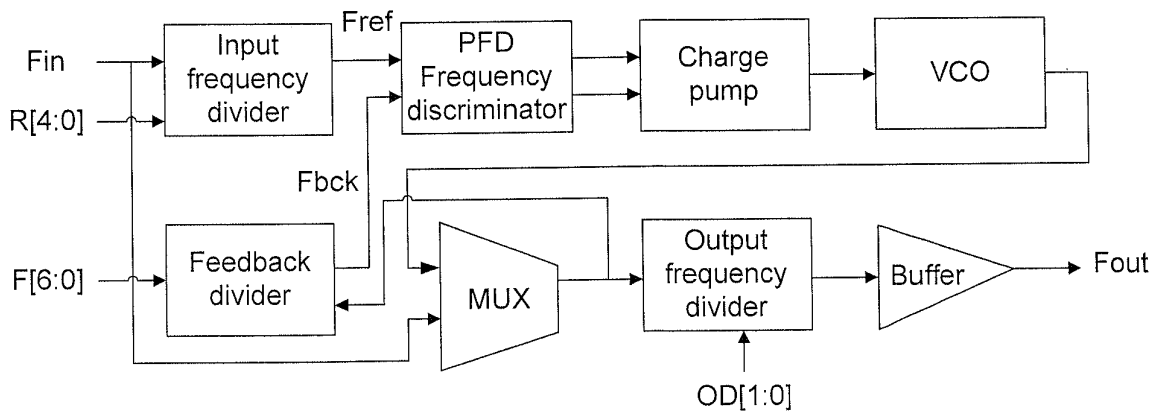 Fref
Fin
Input
frequency
divider
PFD
Frequency
discriminator
Charge
pump
VCO
R[4:0]
Fbck
F[6:0]
Feedback
divider
MUX
Output
frequency
divider
Buffer
Fout
OD[1:0]